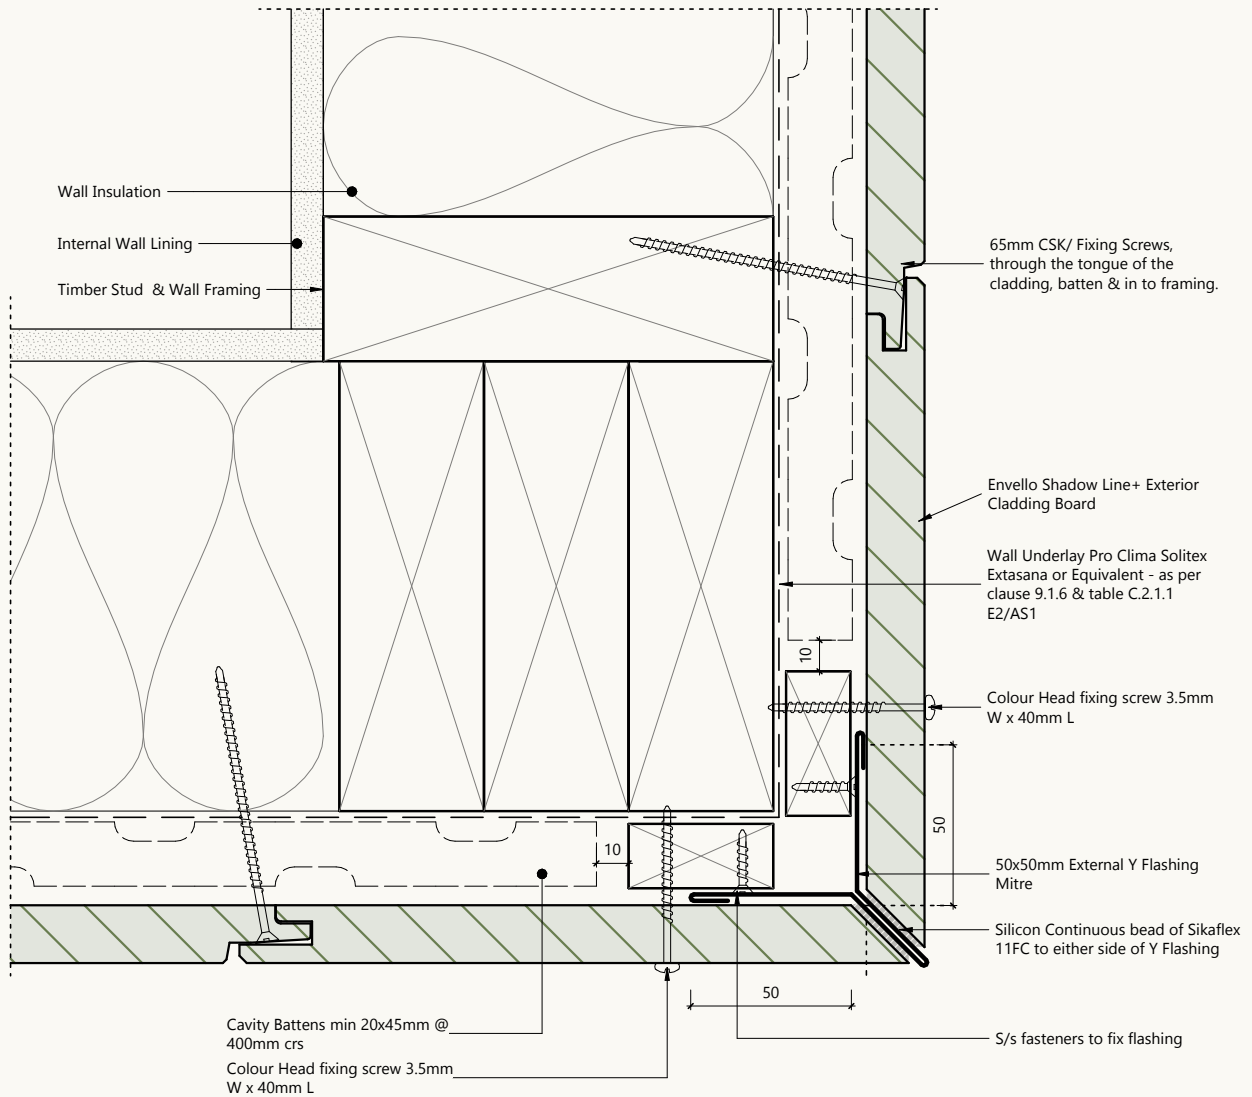 Wall Insulation
Internal Wall Lining
Timber Stud & Wall Framing
65mm CSK/ Fixing Screws,
through the tongue of the
cladding, batten & in to framing.
Envello Shadow Line+ Exterior
Cladding Board
Wall Underlay Pro Clima Solitex
Extasana or Equivalent - as per
clause 9.1.6 & table C.2.1.1
E2/AS1
10
Colour Head fixing screw 3.5mm
W x 40mm L
50
10
50x50mm External Y Flashing
Mitre
Silicon Continuous bead of Sikaflex
11FC to either side of Y Flashing
50
Cavity Battens min 20x45mm @
400mm crs
S/s fasteners to fix flashing
Colour Head fixing screw 3.5mm
W x 40mm L